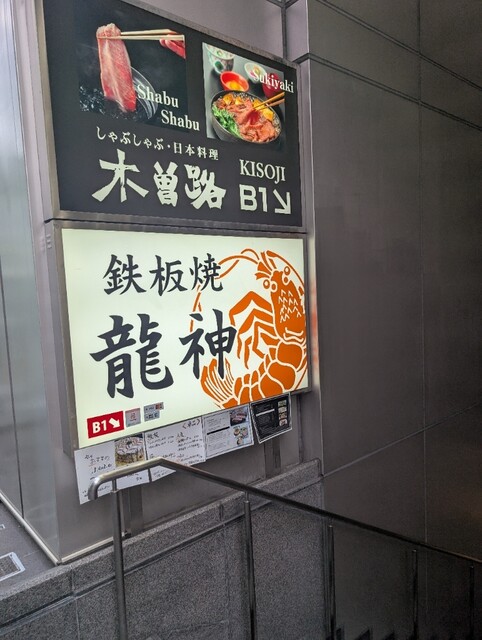 Shabu
Shabu
Sukiyaki
しゃぶしゃぶ・日本料理
木曽路
KISOJI
B1↘
鉄板焼
龍神
B1↘